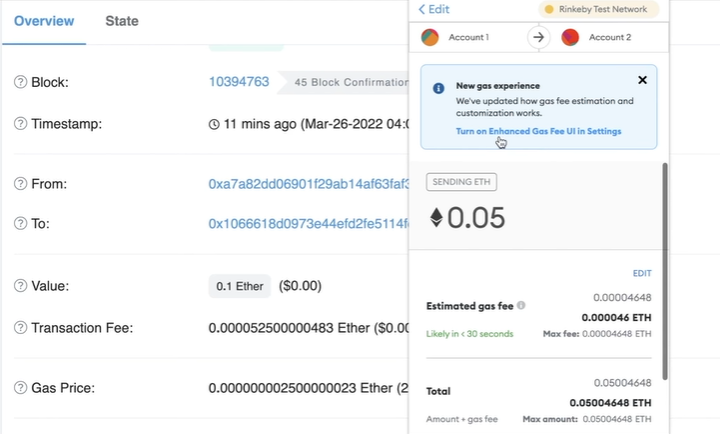 Overview State
Block: 10394763 45 Block Confirmation
Timestamp: 11 mins ago (Mar-26-2022 04:0
From: 0xa7a82dd06901f29ab14af63faf3
To: 0x1066618d0973e44efd2fe5114f
Value: 0.1 Ether ($0.00)
Transaction Fee: 0.000052500000483 Ether ($0.00
Gas Price: 0.000000002500000023 Ether (2
Edit
Rinkeby Test Network
Account 1 Account 2
New gas experience
We've updated how gas fee estimation and
customization works.
Turn on Enhanced Gas Fee UI in Settings
SENDING ETH
0.05
EDIT
0.00004648
Estimated gas fee 0.000046 ETH
Likely in < 30 seconds Max fee: 0.00004648 ETH
0.05004648
Total 0.05004648 ETH
Amount + gas fee Max amount: 0.05004648 ETH